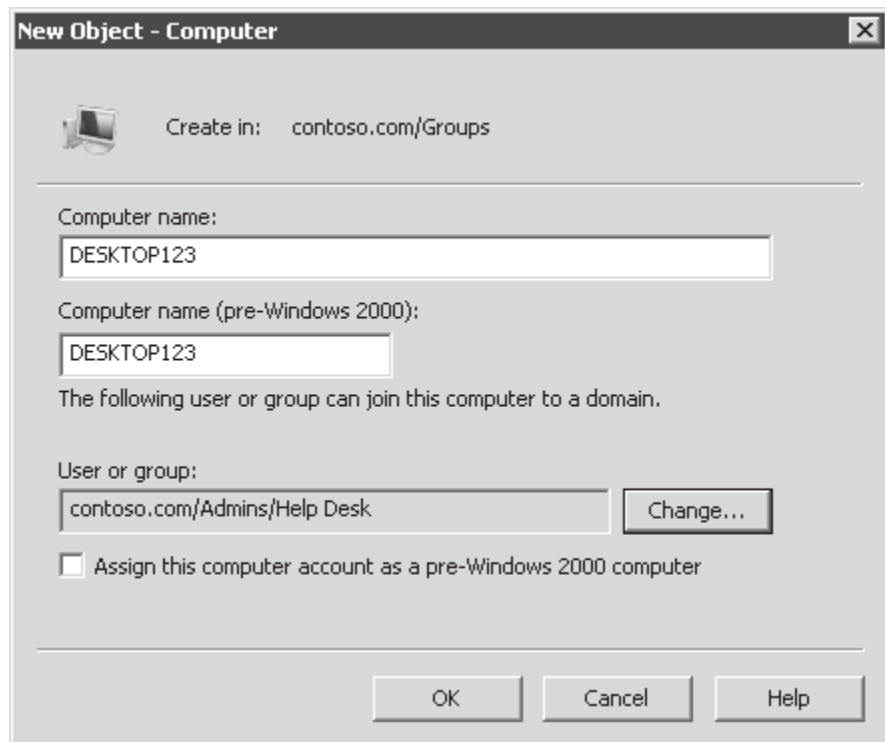 New Object - Computer
Create in: contoso.com/Groups
Computer name:
DESKTOP123
Computer name (pre-Windows 2000):
DESKTOP123
The following user or group can join this computer to a domain.
User or group:
contoso.com/Admins/Help Desk
Change...
Assign this computer account as a pre-Windows 2000 computer
OK Cancel Help